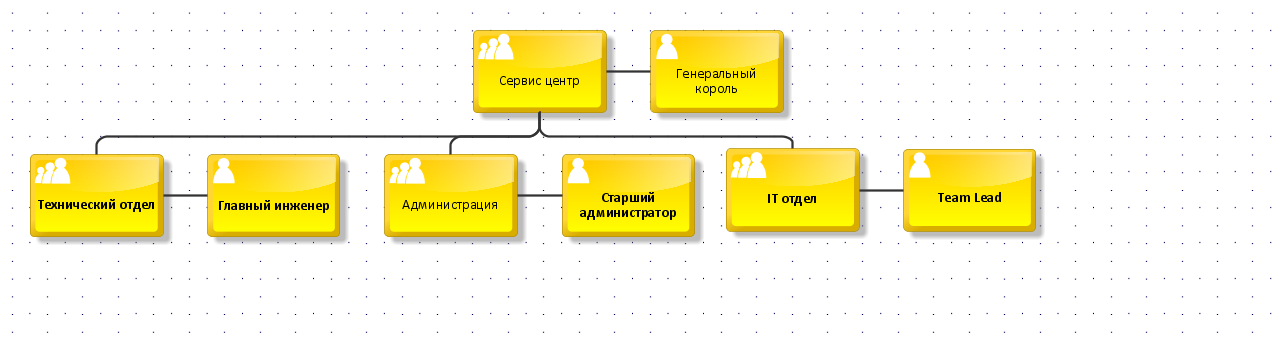 Сервис центр
Генеральный
король
Технический отдел
Главный инженер
Администрация
Старший
администратор
IT отдел
Team Lead